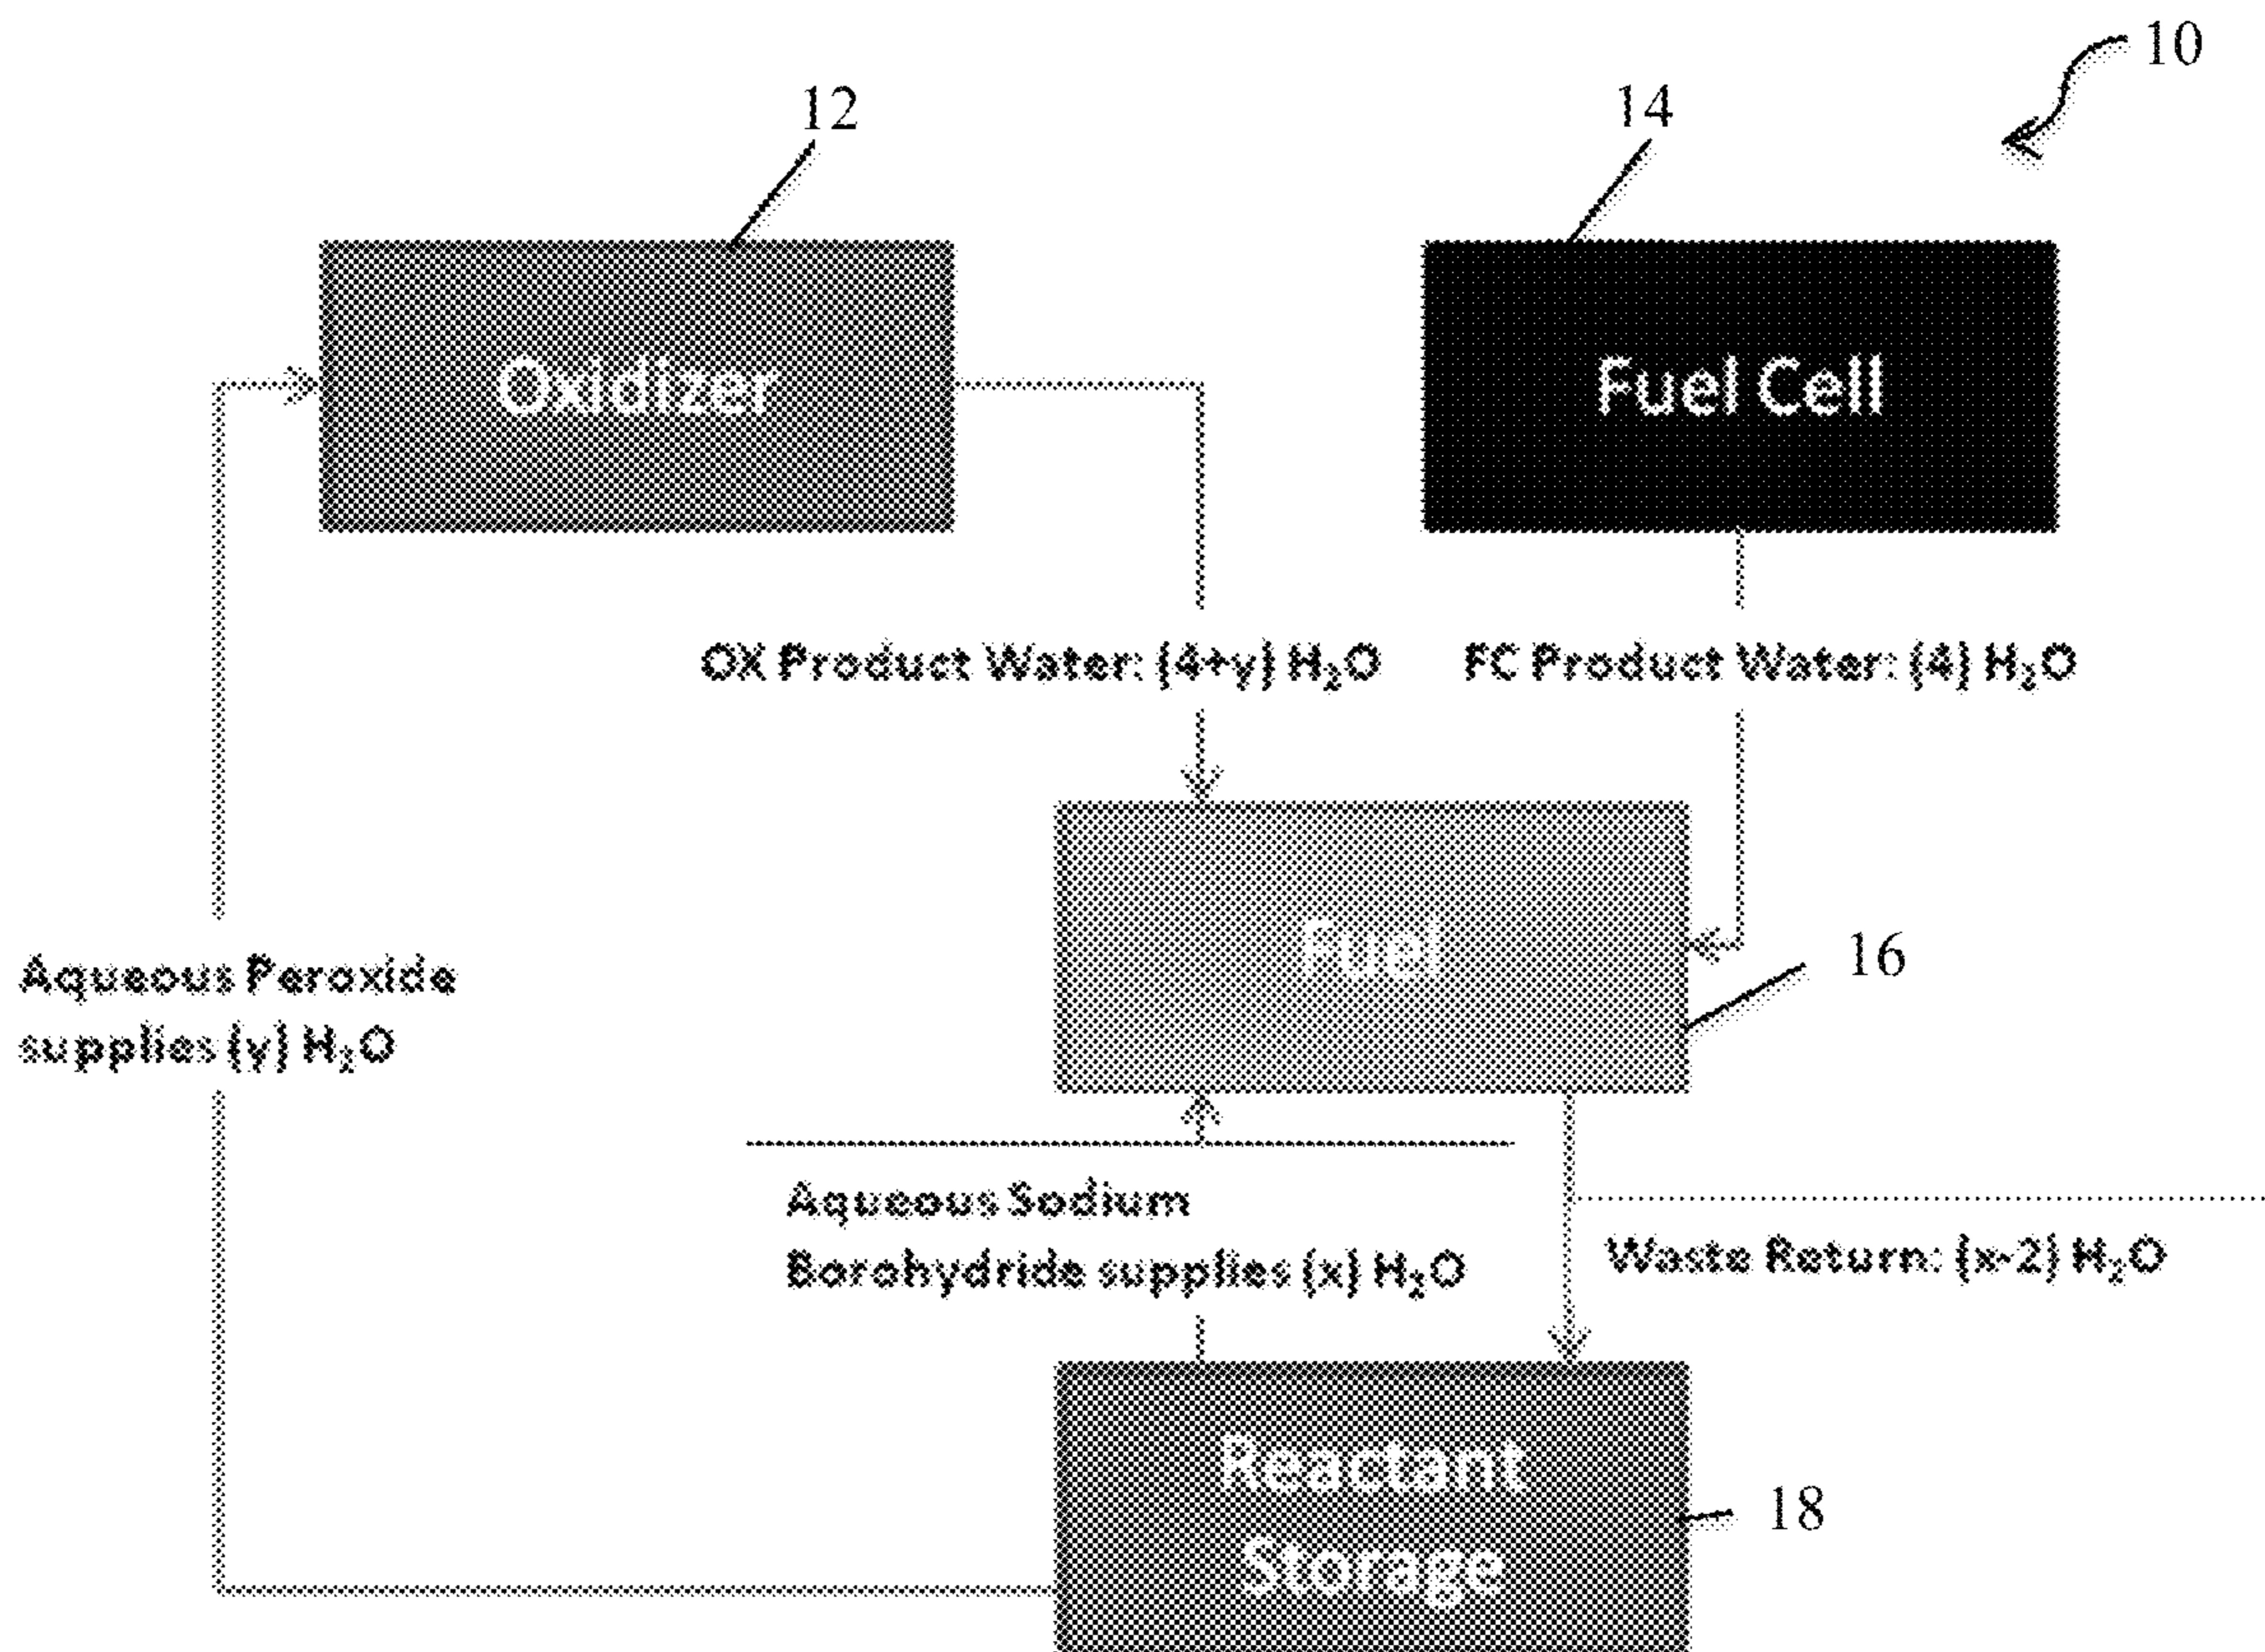 10
12
14
Oxidizer
Fuel Cell
OX Product Water: (4+y) H₂O
FC Product Water: (4) H₂O
Fuel
16
Aqueous Peroxide
supplies (y) H₂O
Aqueous Sodium
Borohydride supplies (x) H₂O
Waste Return: (x-2) H₂O
Reactant
Storage
18